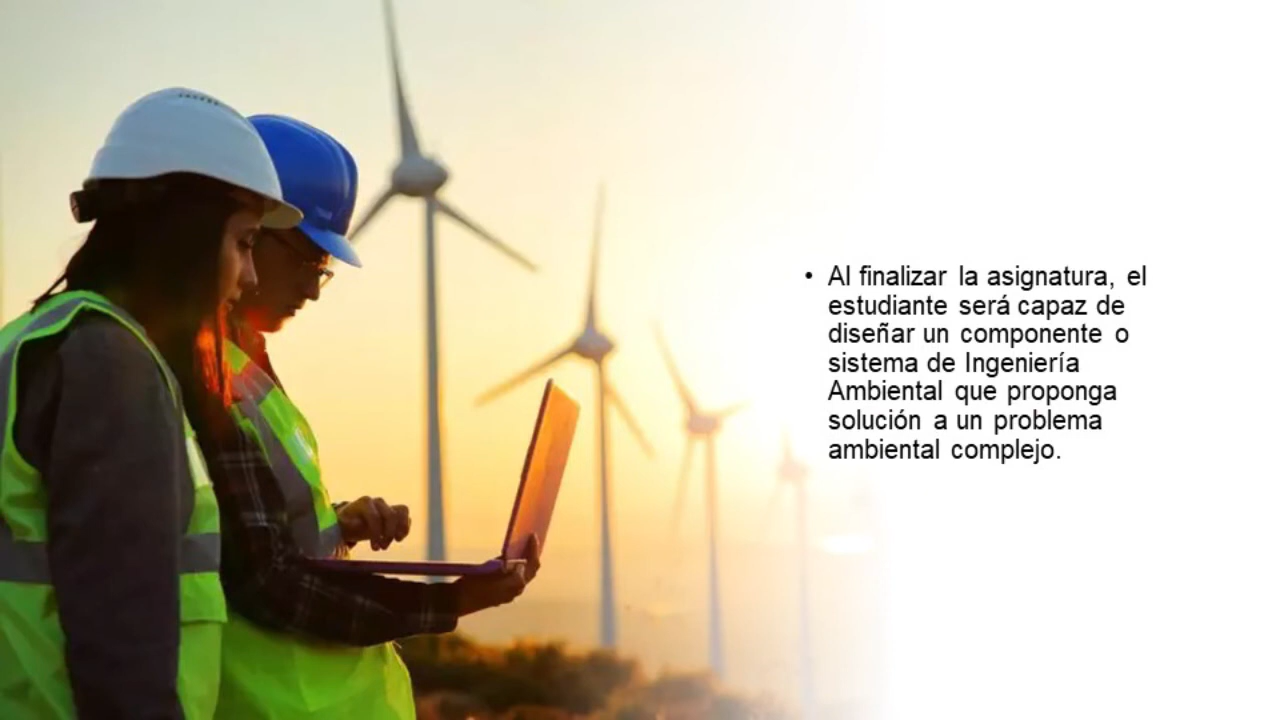 • Al finalizar la asignatura, el
estudiante será capaz de
diseñar un componente o
sistema de Ingeniería
Ambiental que proponga
solución a un problema
ambiental complejo.